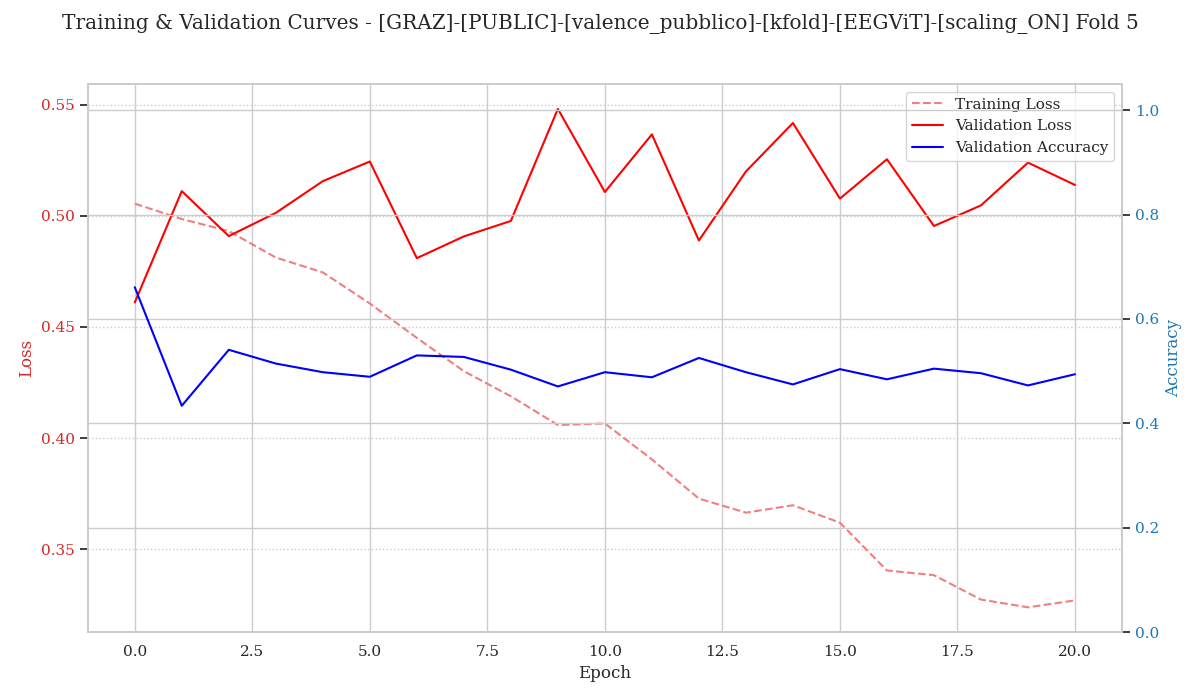 Training & Validation Curves - [GRAZ]-[PUBLIC]-[valence_pubblico]-[kfold]-[EEGViT]-[scaling_ON] Fold 5
Training Loss
Validation Loss
Validation Accuracy
0.55
0.50
0.45
0.40
0.35
Loss
1.0
0.8
0.6
0.4
0.2
0.0
Accuracy
0.0 2.5 5.0 7.5 10.0 12.5 15.0 17.5 20.0
Epoch